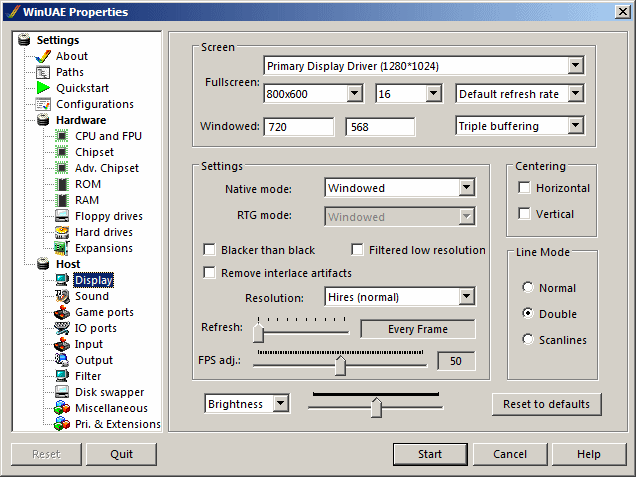 WinUAE Properties
Settings
About
Paths
Quickstart
Configurations
Hardware
CPU and FPU
Chipset
Adv. Chipset
ROM
RAM
Floppy drives
Hard drives
Expansions
Host
Display
Sound
Game ports
IO ports
Input
Output
Filter
Disk swapper
Miscellaneous
Pri. & Extensions
Screen
Primary Display Driver (1280*1024)
Fullscreen:
800x600 16 Default refresh rate
Windowed: 720 568 Triple buffering
Settings
Native mode: Windowed
RTG mode: Windowed
Blacker than black Filtered low resolution
Remove interlace artifacts
Resolution: Hires (normal)
Refresh: Every Frame
FPS adj.: 50
Centering
Horizontal
Vertical
Line Mode
Normal
Double
Scanlines
Brightness Reset to defaults
Reset Quit Start Cancel Help